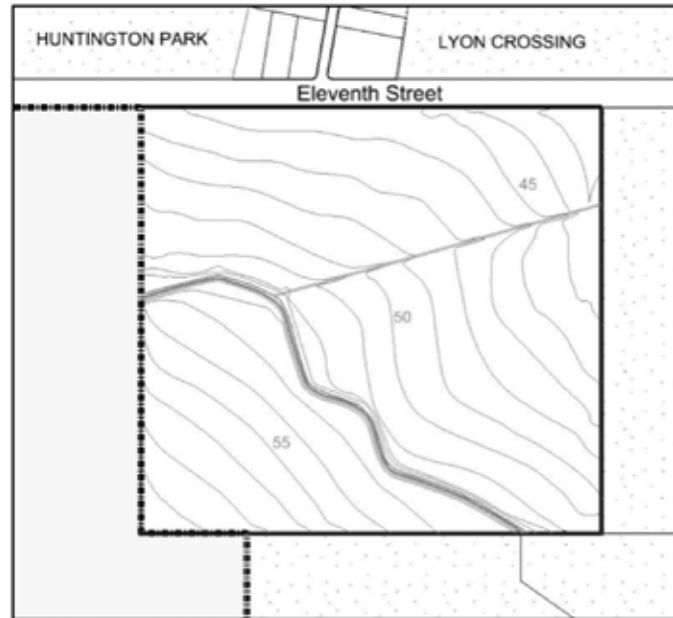 HUNTINGTON PARK
LYON CROSSING
Eleventh Street
45
50
55